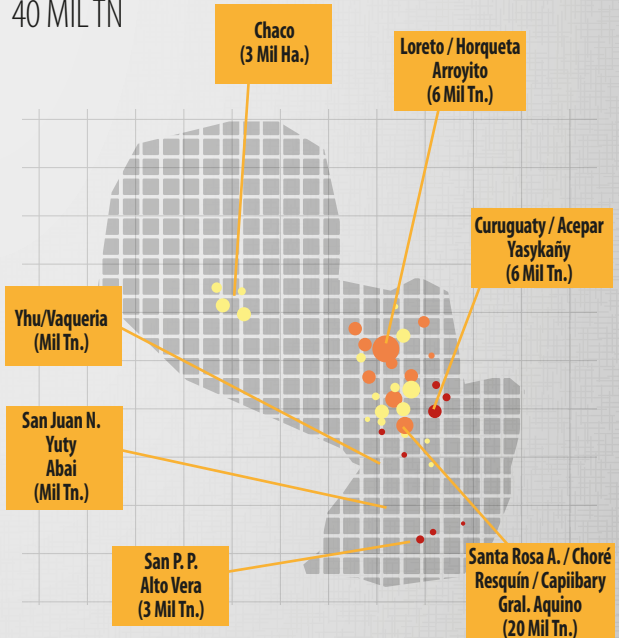 40 MIL TN
Chaco
(3 Mil Ha.)
Loreto / Horqueta
Arroyito
(6 Mil Tn.)
Curuguaty / Acepar
Yasykañy
(6 Mil Tn.)
Yhu/Vaqueria
(Mil Tn.)
San Juan N.
Yuty
Abai
(Mil Tn.)
San P. P.
Alto Vera
(3 Mil Tn.)
Santa Rosa A. / Choré
Resquín / Capiibary
Gral. Aquino
(20 Mil Tn.)